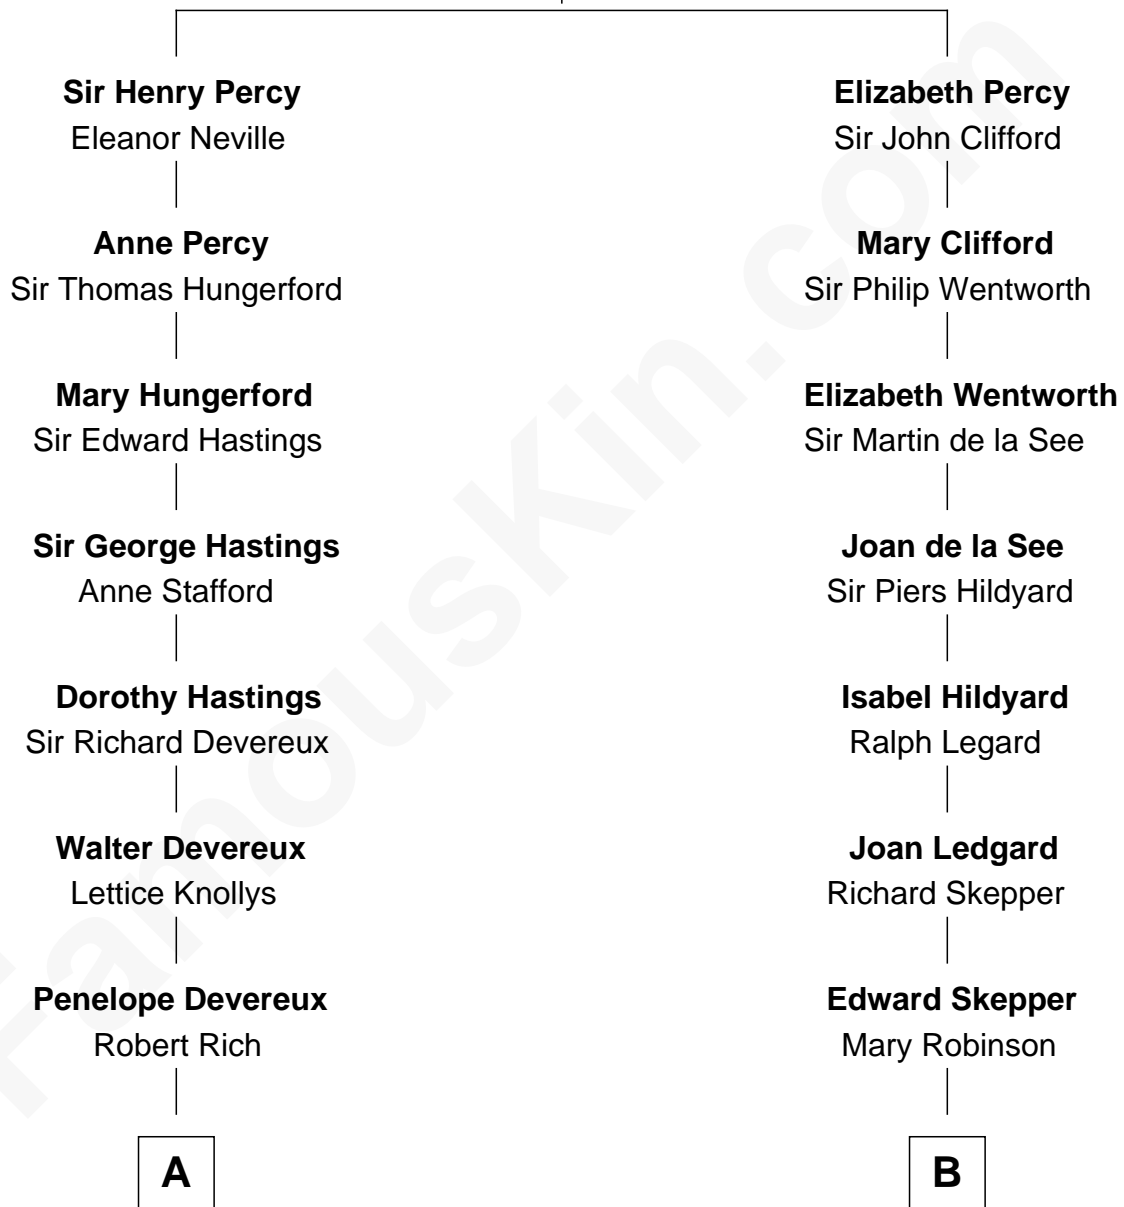 Sir Henry Percy
Eleanor Neville
Anne Percy
Sir Thomas Hungerford
Mary Hungerford
Sir Edward Hastings
Sir George Hastings
Anne Stafford
Dorothy Hastings
Sir Richard Devereux
Walter Devereux
Lettice Knollys
Penelope Devereux
Robert Rich
A
Elizabeth Percy
Sir John Clifford
Mary Clifford
Sir Philip Wentworth
Elizabeth Wentworth
Sir Martin de la See
Joan de la See
Sir Piers Hildyard
Isabel Hildyard
Ralph Legard
Joan Ledgard
Richard Skepper
Edward Skepper
Mary Robinson
B
FamousKin.com